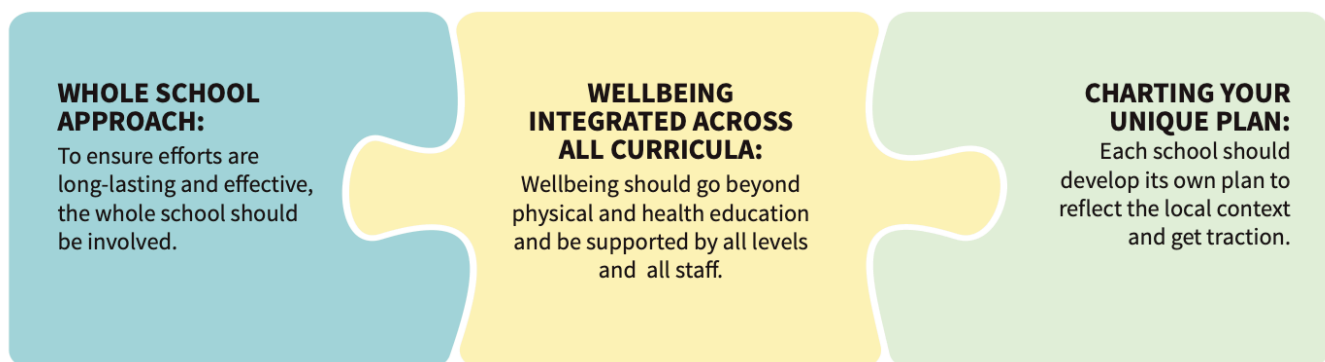 WHOLE SCHOOL
APPROACH:
To ensure efforts are
long-lasting and effective,
the whole school should
be involved.
WELLBEING
INTEGRATED ACROSS
ALL CURRICULA:
Wellbeing should go beyond
physical and health education
and be supported by all levels
and  all staff.
CHARTING YOUR
UNIQUE PLAN:
Each school should
develop its own plan to
reflect the local context
and get traction.